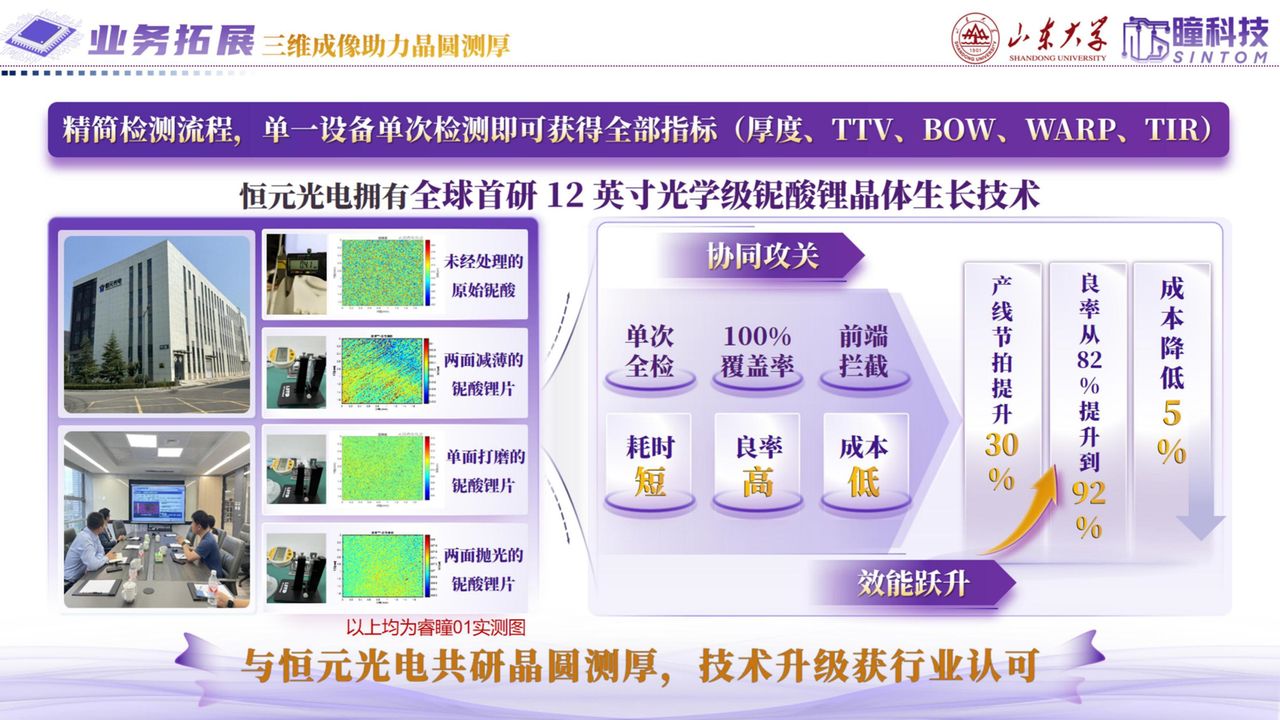 业务拓展 三维成像助力晶圆测厚
山东大学
SHANDONG UNIVERSITY
1901
瞳科技
SINTOM
精简检测流程，单一设备单次检测即可获得全部指标（厚度、TTV、BOW、WARP、TIR）
恒元光电拥有全球首研 12 英寸光学级铌酸锂晶体生长技术
恒元光电
未经处理的
原始铌酸
两面减薄的
铌酸锂片
单面打磨的
铌酸锂片
两面抛光的
铌酸锂片
以上均为睿瞳01实测图
协同攻关
单次
全检
100%
覆盖率
前端
拦截
耗时
短
良率
高
成本
低
产线节拍提升
30
%
良率从82%提升到
92
%
成本降低
5
%
效能跃升
与恒元光电共研晶圆测厚，技术升级获行业认可